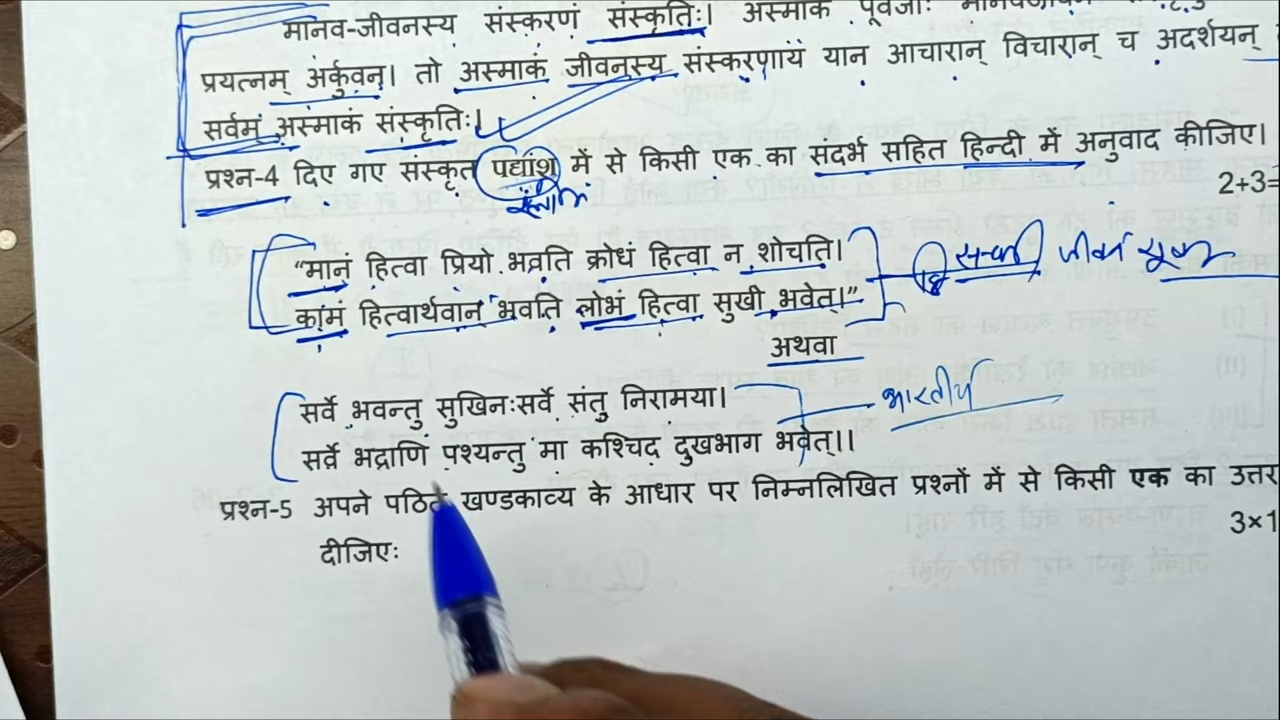 मानव-जीवनस्य संस्करणं संस्कृतिः। अस्माकं पूर्वजाः
प्रयत्नम् अर्कुवन्। तो अस्माकं जीवनस्य संस्करणाय यान आचारान् विचारान् च अदर्शयन्
सर्वमं अस्माकं संस्कृतिः।
प्रश्न-4 दिए गए संस्कृत पद्यांश में से किसी एक का संदर्भ सहित हिन्दी में अनुवाद कीजिए।
2+3=
"मानं हित्वा प्रियो भवति क्रोधं हित्वा न शोचति।
कामं हित्वार्थवान् भवति लोभं हित्वा सुखी भवेत्।"
अथवा
सर्वे भवन्तु सुखिनःसर्वे संतु निरामया।
भारतीय
सर्वे भद्राणि पश्यन्तु मा कश्चिद दुखभाग भवेत्।।
प्रश्न-5 अपने पठित खण्डकाव्य के आधार पर निम्नलिखित प्रश्नों में से किसी एक का उत्तर
दीजिएः
3×1